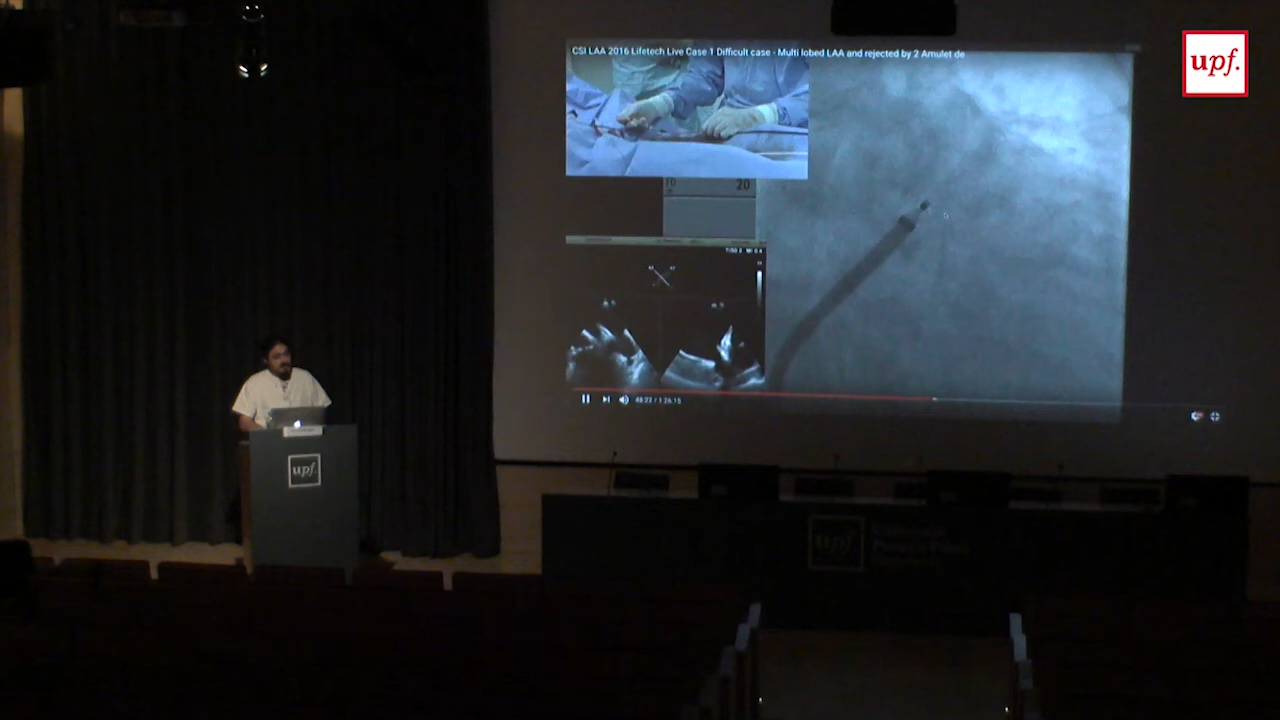 CSI LAA 2016 Lifetech Live Case 1 Difficult case - Multi lobed LAA and rejected by 2 Amulet de
upf.
20
48:22 / 1:26:15
upf.
upf.